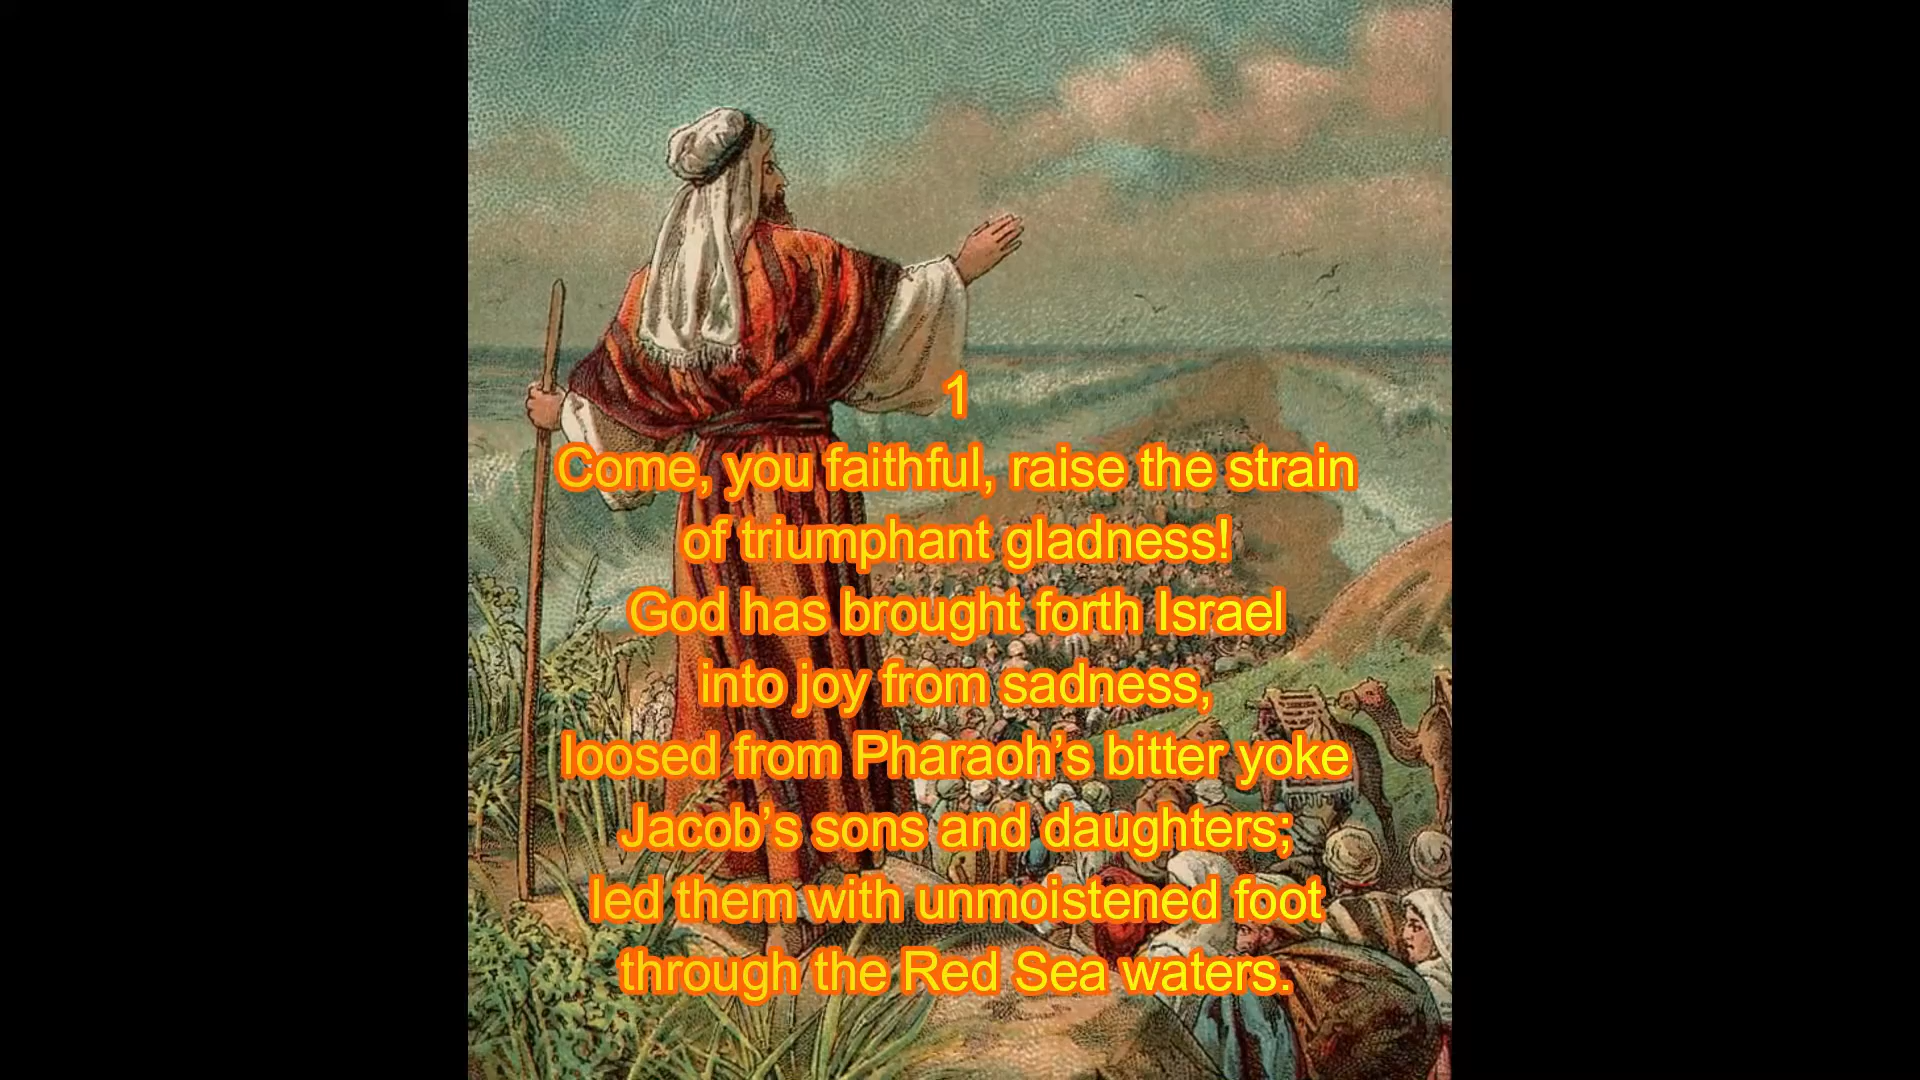 1
Come, you faithful, raise the strain
of triumphant gladness!
God has brought forth Israel
into joy from sadness,
loosed from Pharaoh’s bitter yoke
Jacob’s sons and daughters;
led them with unmoistened foot
through the Red Sea waters.